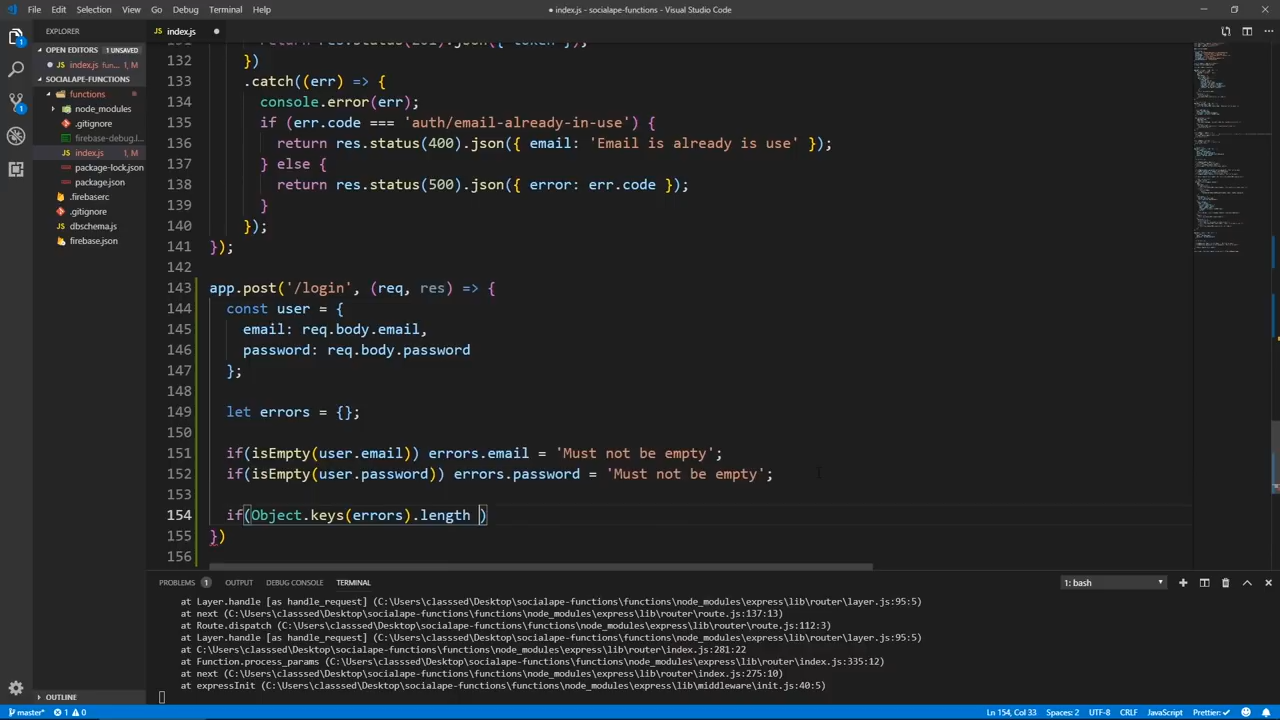 File Edit Selection View Go Debug Terminal Help
● index.js - socialape-functions - Visual Studio Code
EXPLORER
index.js ●
OPEN EDITORS 1 UNSAVED
● JS index.js func... 1, M
SOCIALAPE-FUNCTIONS
functions
node_modules
.gitignore
firebase-debug.l...
JS index.js 1, M
package-lock.json
package.json
.firebaserc
.gitignore
dbschema.js
firebase.json
OUTLINE
132 })
133 .catch((err) => {
134 console.error(err);
135 if (err.code === 'auth/email-already-in-use') {
136 return res.status(400).json({ email: 'Email is already is use' });
137 } else {
138 return res.status(500).json({ error: err.code });
139 }
140 });
141 });
142
143 app.post('/login', (req, res) => {
144 const user = {
145 email: req.body.email,
146 password: req.body.password
147 };
148
149 let errors = {};
150
151 if(isEmpty(user.email)) errors.email = 'Must not be empty';
152 if(isEmpty(user.password)) errors.password = 'Must not be empty';
153
154 if(Object.keys(errors).length )
155 })
156
PROBLEMS 1 OUTPUT DEBUG CONSOLE TERMINAL 1: bash
at Layer.handle [as handle_request] (C:\Users\classsed\Desktop\socialape-functions\functions\node_modules\express\lib\router\layer.js:95:5)
at next (C:\Users\classsed\Desktop\socialape-functions\functions\node_modules\express\lib\router\route.js:137:13)
at Route.dispatch (C:\Users\classsed\Desktop\socialape-functions\functions\node_modules\express\lib\router\route.js:112:3)
at Layer.handle [as handle_request] (C:\Users\classsed\Desktop\socialape-functions\functions\node_modules\express\lib\router\layer.js:95:5)
at C:\Users\classsed\Desktop\socialape-functions\functions\node_modules\express\lib\router\index.js:281:22
at Function.process_params (C:\Users\classsed\Desktop\socialape-functions\functions\node_modules\express\lib\router\index.js:335:12)
at next (C:\Users\classsed\Desktop\socialape-functions\functions\node_modules\express\lib\router\index.js:275:10)
at expressInit (C:\Users\classsed\Desktop\socialape-functions\functions\node_modules\express\lib\middleware\init.js:40:5)
master* 1 0 Ln 154, Col 33 Spaces: 2 UTF-8 CRLF JavaScript Prettier: ✓